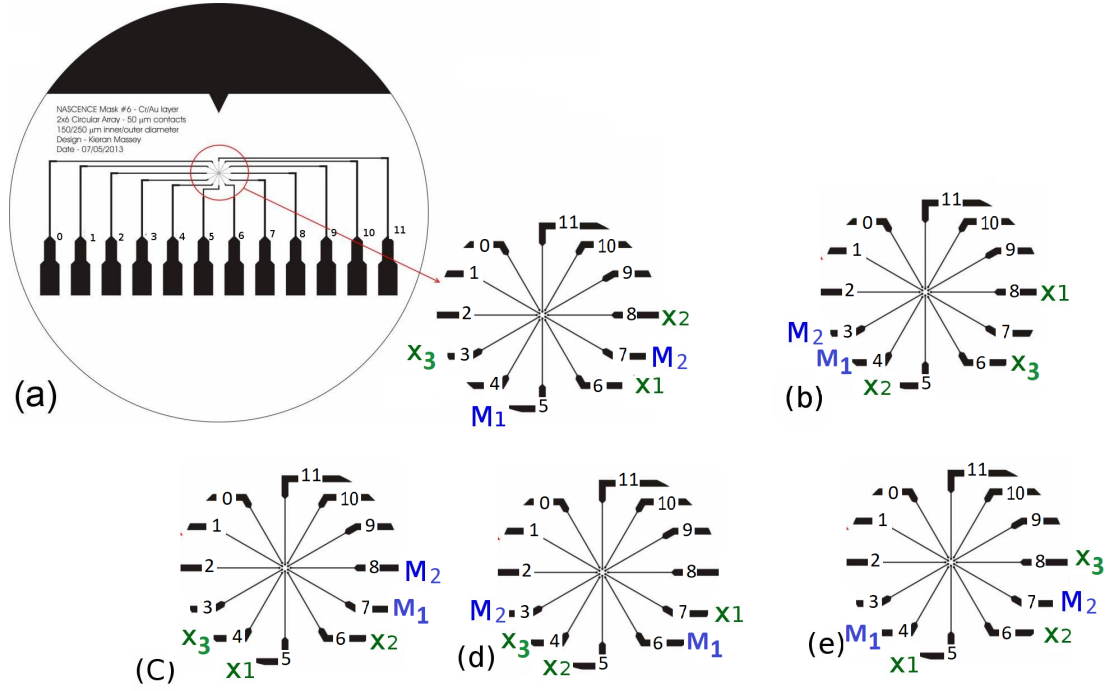 NASCENCE Mask #6 - Cr/Au layer
2x6 Circular Array - 50 μm contacts
150/250 μm inner/outer diameter
Design - Kieran Massey
Date - 07/05/2013
0 1 2 3 4 5 6 7 8 9 10 11
(a)
11
0 10
1 9
2 8 X2
X3 3 7 M2
4 6 X1
M1 5
11
0 10
1 9
2 8 X1
M2 3 7
M1 4 6 X3
X2 5
(b)
11
0 10
1 9
2 8 M2
3 7 M1
X3 4 6 X2
X1 5
(C)
11
0 10
1 9
2 8
M2 3 7 X1
X3 4 6 M1
X2 5
(d)
11
0 10
1 9
2 8 X3
3 7 M2
M1 4 6 X2
X1 5
(e)